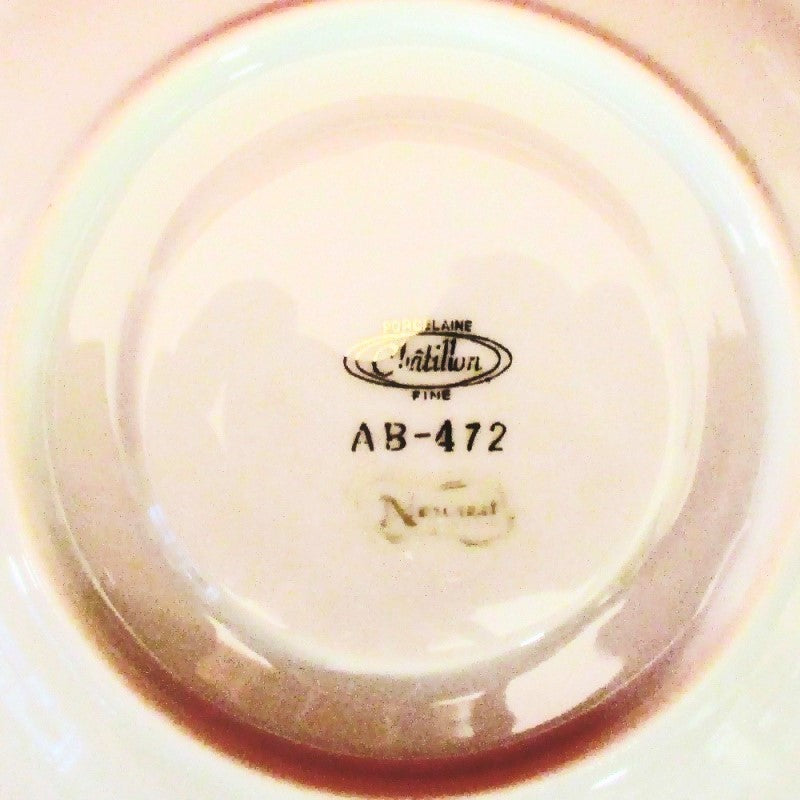 PORCELAINE
Châtillon
FINE
AB-472